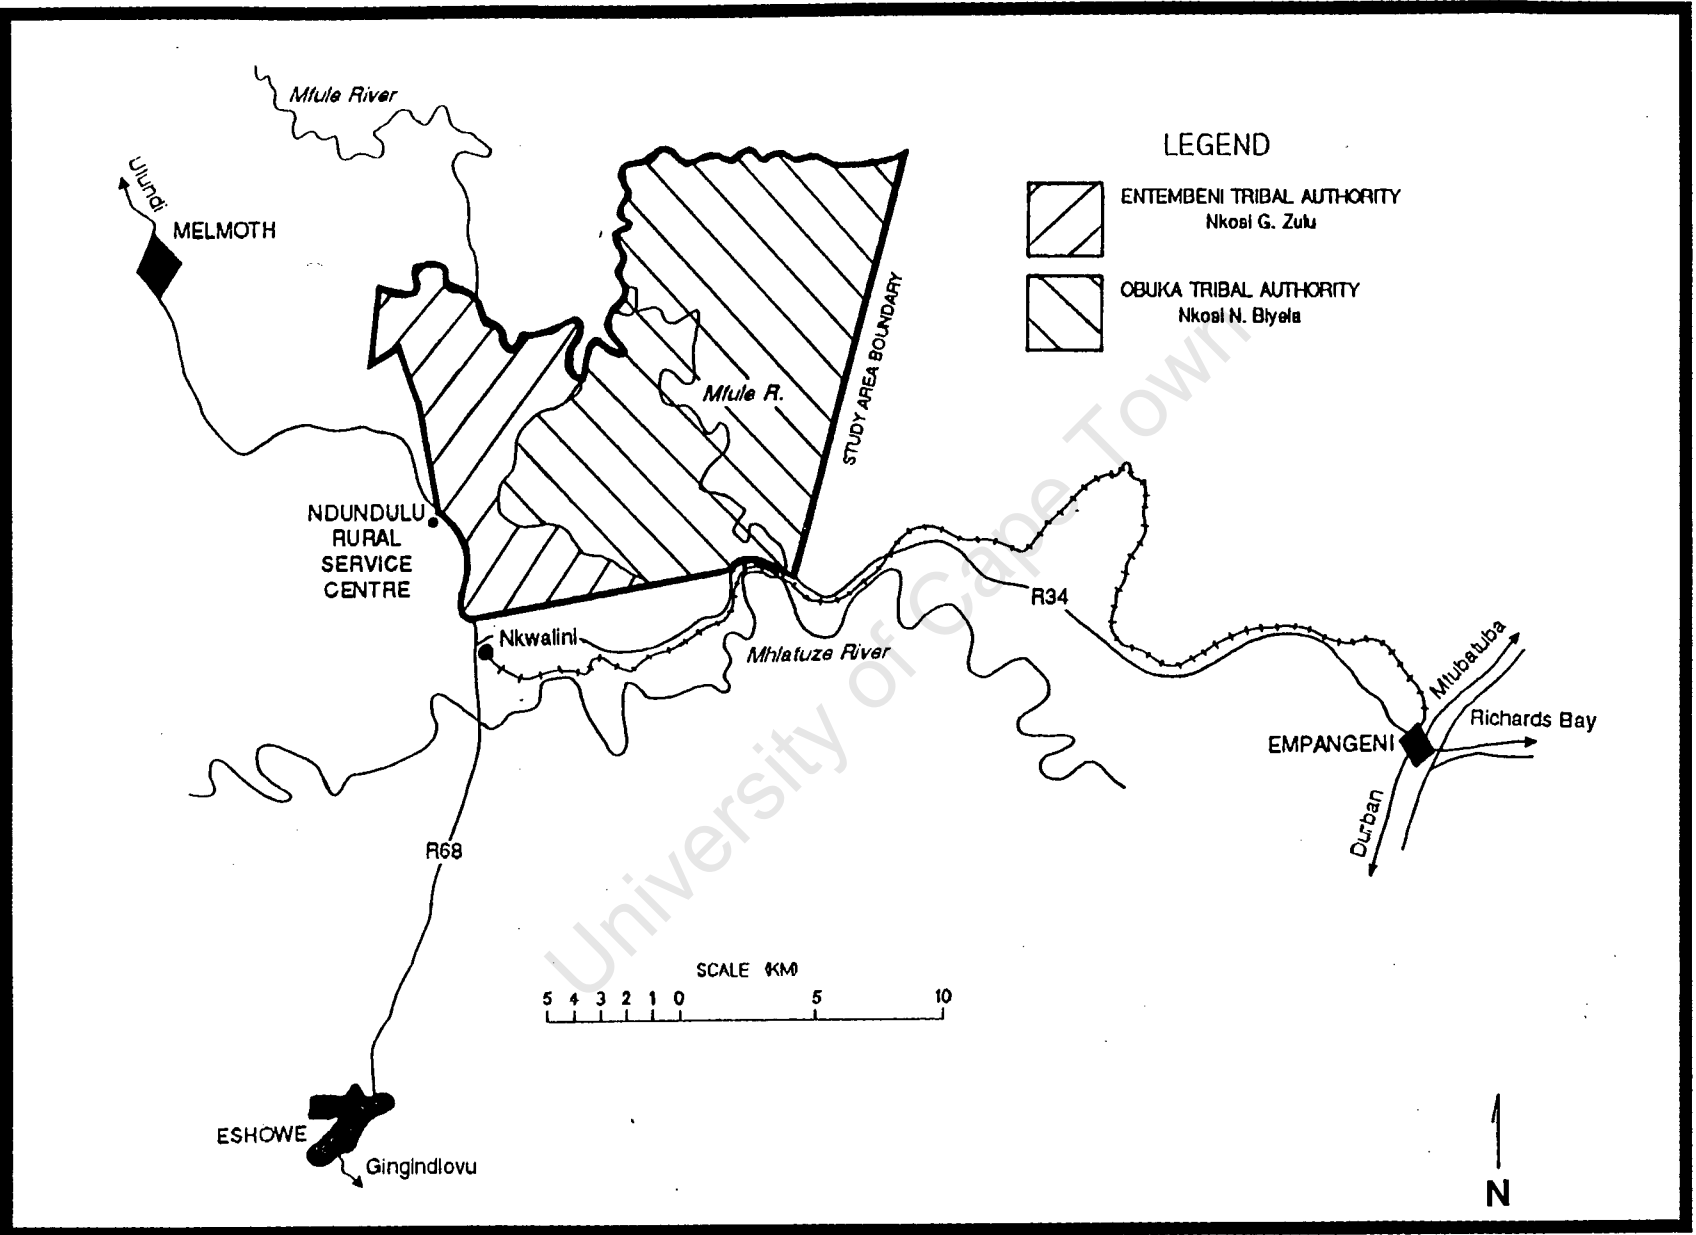 Mfule River
Ulundi
MELMOTH
LEGEND
ENTEMBENI TRIBAL AUTHORITY
Nkosi G. Zulu
OBUKA TRIBAL AUTHORITY
Nkosi N. Biyela
STUDY AREA BOUNDARY
Mfule R.
NDUNDULU
RURAL
SERVICE
CENTRE
R34
Nkwalini
Mhlatuze River
Mtubatuba
Richards Bay
EMPANGENI
Durban
R68
SCALE (KM)
5 4 3 2 1 0 5 10
ESHOWE
Gingindlovu
N
University of Cape Town